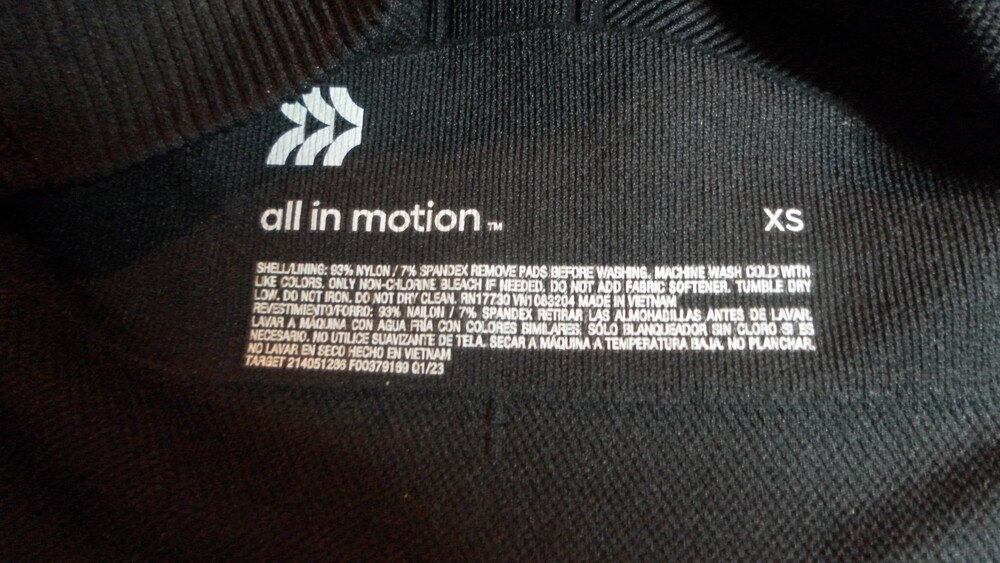 all in motion™
XS
SHELL/LINING: 93% NYLON / 7% SPANDEX REMOVE PADS BEFORE WASHING. MACHINE WASH COLD WITH
LIKE COLORS. ONLY NON-CHLORINE BLEACH IF NEEDED. DO NOT ADD FABRIC SOFTENER. TUMBLE DRY
LOW. DO NOT IRON. DO NOT DRY CLEAN. RN17730 VN1083204 MADE IN VIETNAM
REVESTIMIENTO/FORRO: 93% NAILON / 7% SPANDEX RETIRAR LAS ALMOHADILLAS ANTES DE LAVAR.
LAVAR A MÁQUINA CON AGUA FRÍA CON COLORES SIMILARES. SÓLO BLANQUEADOR SIN CLORO SI ES
NECESARIO. NO UTILICE SUAVIZANTE DE TELA. SECAR A MÁQUINA A TEMPERATURA BAJA. NO PLANCHAR.
NO LAVAR EN SECO HECHO EN VIETNAM
TARGET 214051286 F00379189 Q1/23